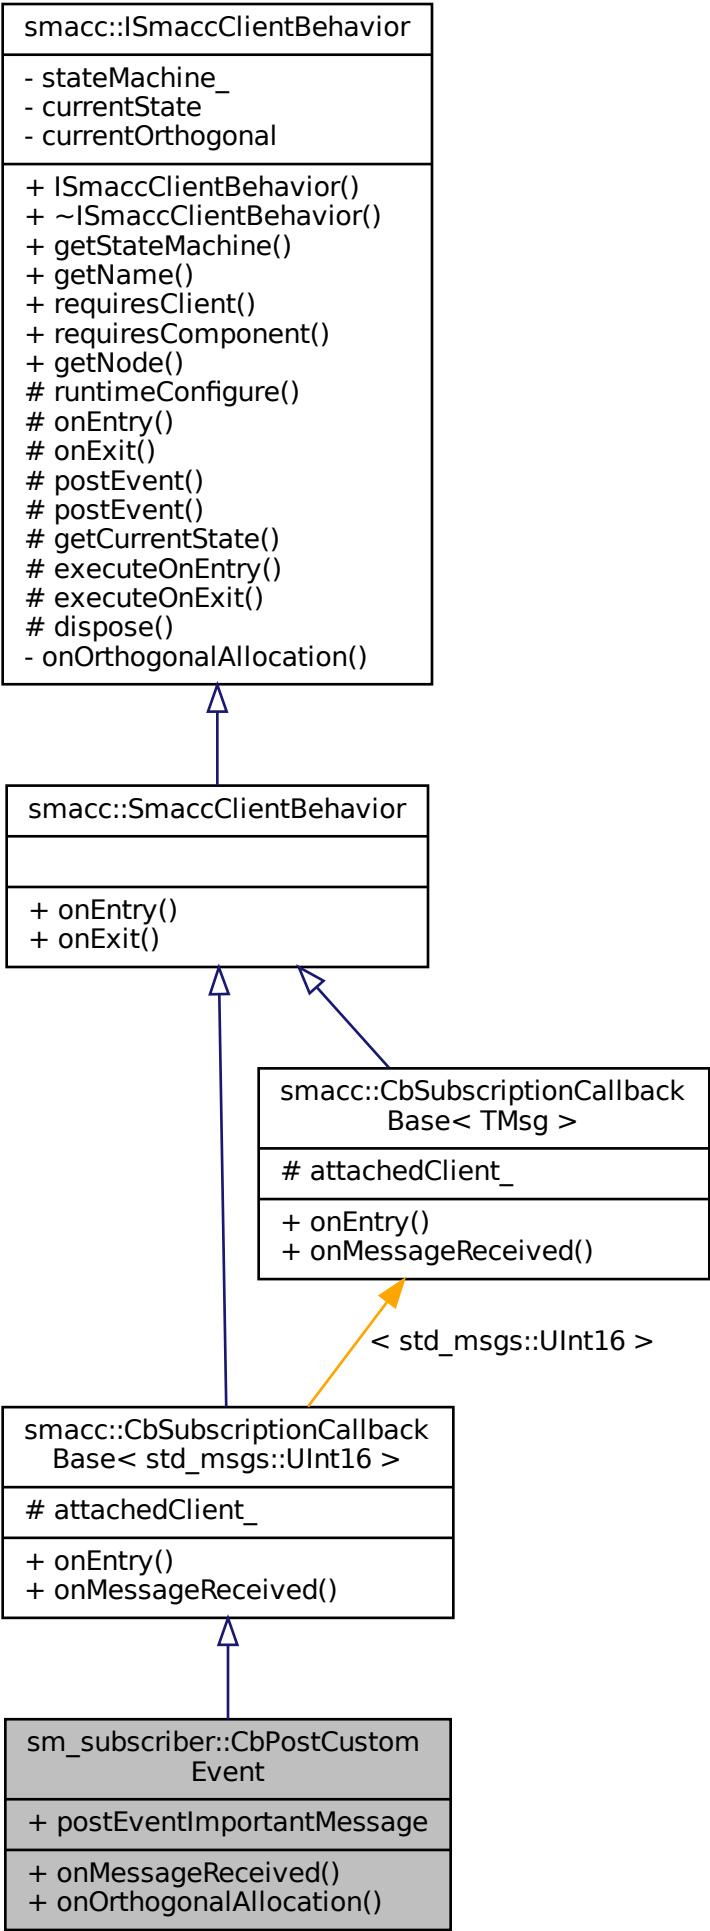 smacc::ISmaccClientBehavior
- stateMachine_
- currentState
- currentOrthogonal
+ ISmaccClientBehavior()
+ ~ISmaccClientBehavior()
+ getStateMachine()
+ getName()
+ requiresClient()
+ requiresComponent()
+ getNode()
# runtimeConfigure()
# onEntry()
# onExit()
# postEvent()
# postEvent()
# getCurrentState()
# executeOnEntry()
# executeOnExit()
# dispose()
- onOrthogonalAllocation()
smacc::SmaccClientBehavior
+ onEntry()
+ onExit()
smacc::CbSubscriptionCallback
Base< TMsg >
# attachedClient_
+ onEntry()
+ onMessageReceived()
< std_msgs::UInt16 >
smacc::CbSubscriptionCallback
Base< std_msgs::UInt16 >
# attachedClient_
+ onEntry()
+ onMessageReceived()
sm_subscriber::CbPostCustom
Event
+ postEventImportantMessage
+ onMessageReceived()
+ onOrthogonalAllocation()